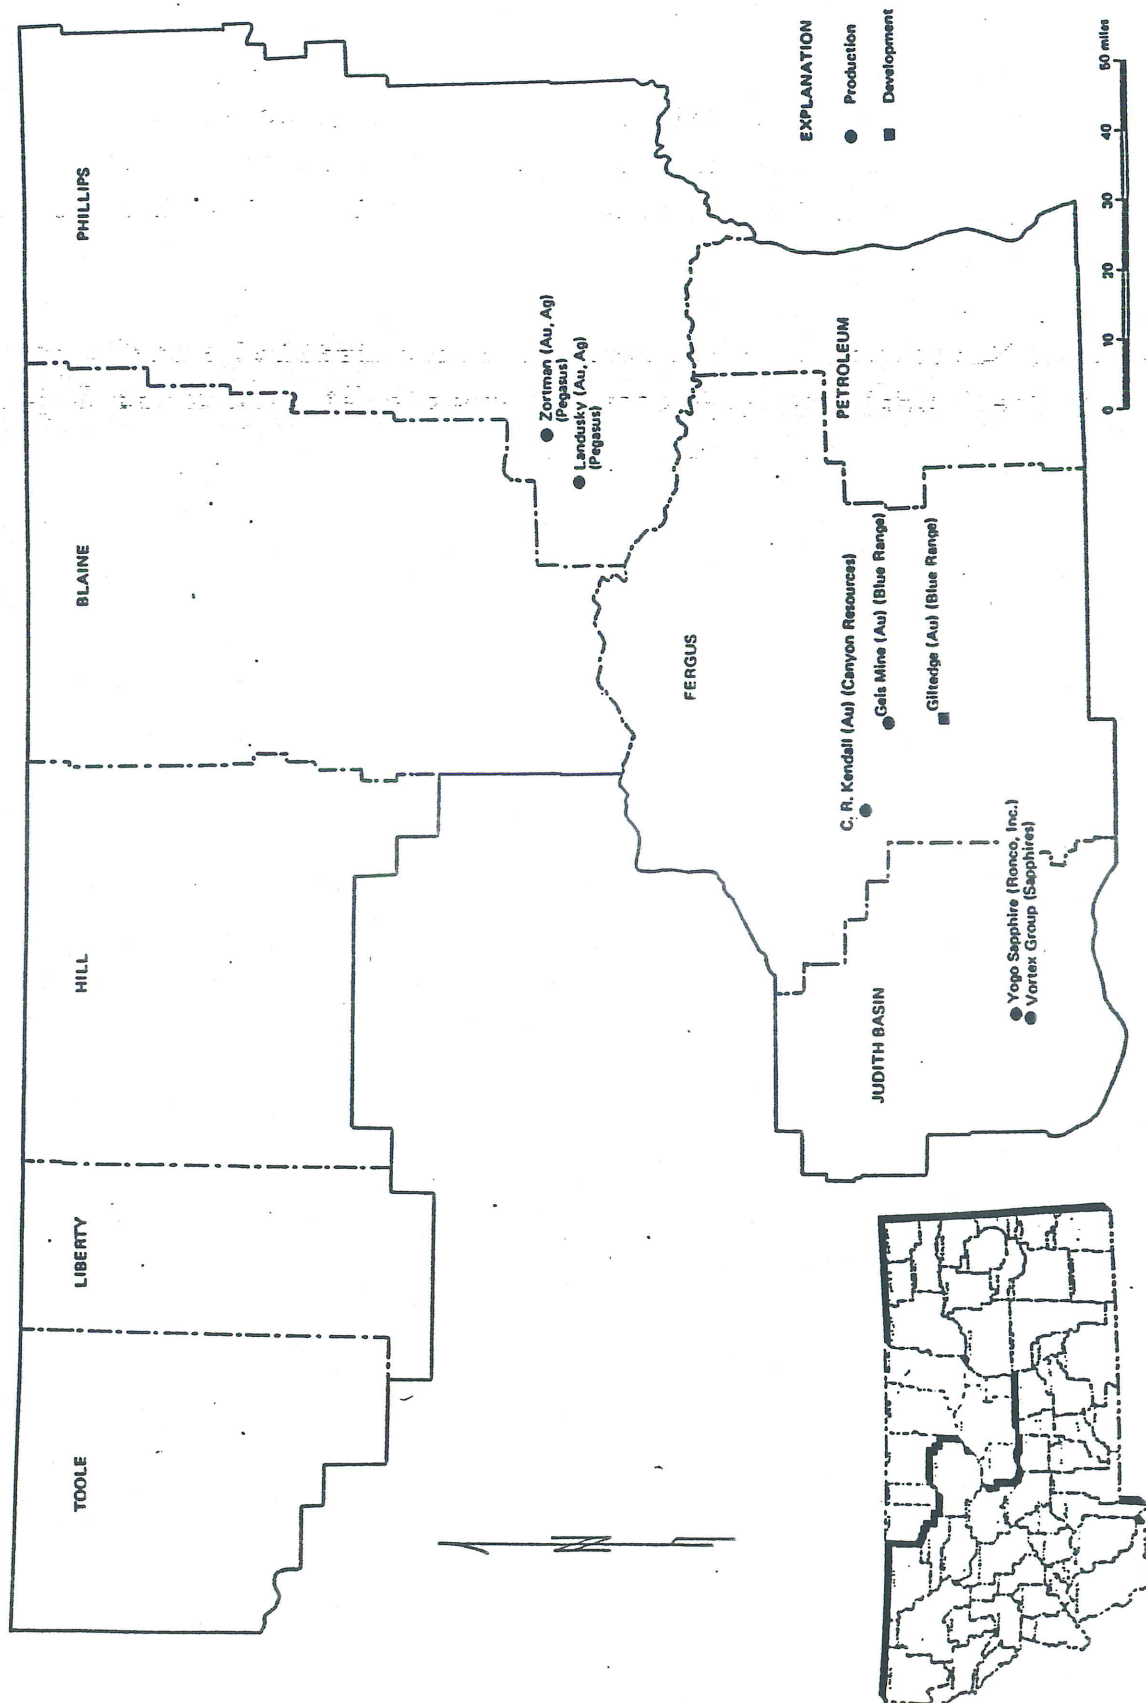 TOOLE
LIBERTY
HILL
BLAINE
PHILLIPS
Zortman (Au, Ag)
(Pegasus)
Landusky (Au, Ag)
(Pegasus)
FERGUS
C. R. Kendall (Au) (Canyon Resources)
Geis Mine (Au) (Blue Range)
Giltedge (Au) (Blue Range)
PETROLEUM
JUDITH BASIN
Yogo Sapphire (Ronco, Inc.)
Vortex Group (Sapphires)
EXPLANATION
Production
Development
0 10 20 30 40 50 miles
N